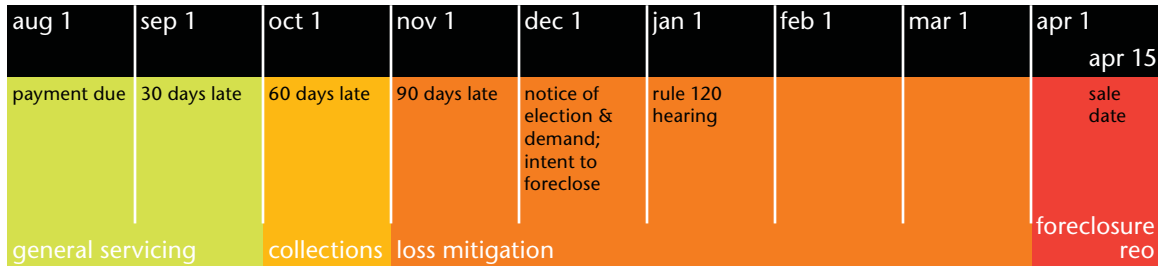 aug 1
sep 1
oct 1
nov 1
dec 1
jan 1
feb 1
mar 1
apr 1
apr 15
payment due
30 days late
60 days late
90 days late
notice of
election &
demand;
intent to
foreclose
rule 120
hearing
sale
date
general servicing
collections
loss mitigation
foreclosure
reo